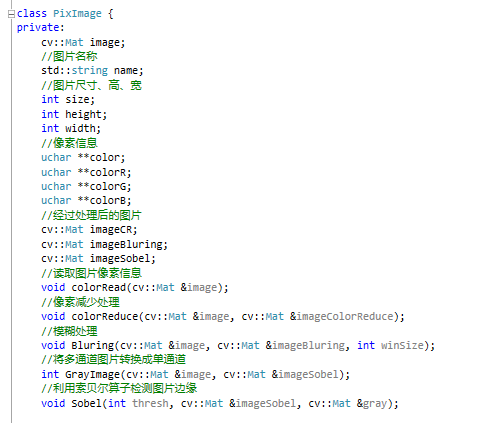 class PixImage {
private:
cv::Mat image;
//图片名称
std::string name;
//图片尺寸、高、宽
int size;
int height;
int width;
//像素信息
uchar **color;
uchar **colorR;
uchar **colorG;
uchar **colorB;
//经过处理后的图片
cv::Mat imageCR;
cv::Mat imageBluring;
cv::Mat imageSobel;
//读取图片像素信息
void colorRead(cv::Mat &image);
//像素减少处理
void colorReduce(cv::Mat &image, cv::Mat &imageColorReduce);
//模糊处理
void Bluring(cv::Mat &image, cv::Mat &imageBluring, int winSize);
//将多通道图片转换成单通道
int GrayImage(cv::Mat &image, cv::Mat &imageSobel);
//利用索贝尔算子检测图片边缘
void Sobel(int thresh, cv::Mat &imageSobel, cv::Mat &gray);